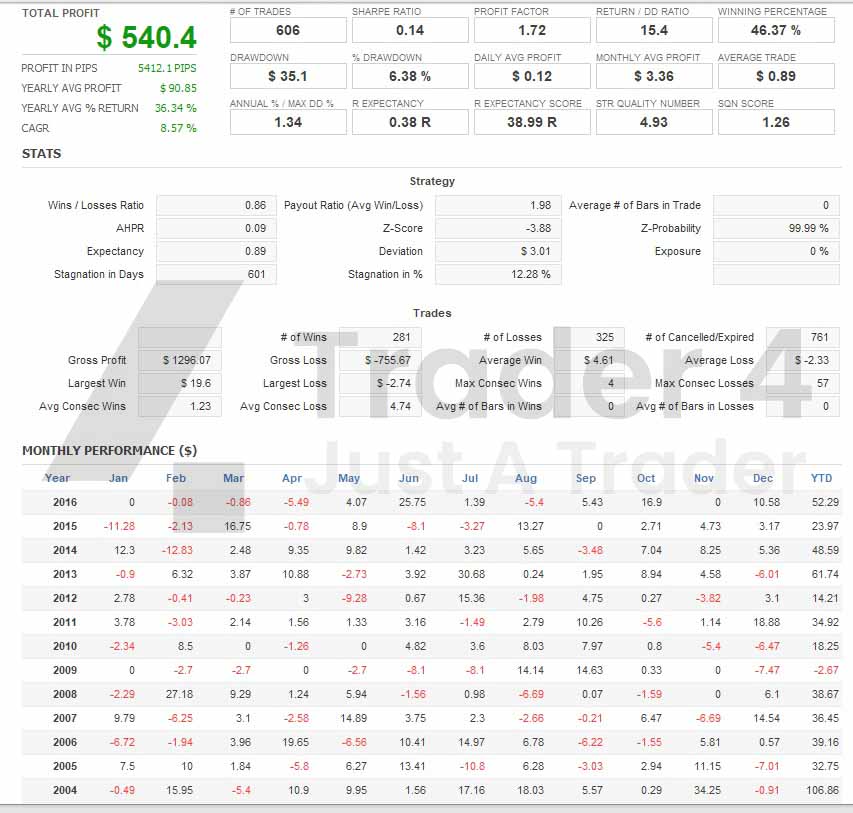 TOTAL PROFIT
$ 540.4
PROFIT IN PIPS 5412.1 PIPS
YEARLY AVG PROFIT $ 90.85
YEARLY AVG % RETURN 36.34 %
CAGR 8.57 %
# OF TRADES SHARPE RATIO PROFIT FACTOR RETURN / DD RATIO WINNING PERCENTAGE
606 0.14 1.72 15.4 46.37 %
DRAWDOWN % DRAWDOWN DAILY AVG PROFIT MONTHLY AVG PROFIT AVERAGE TRADE
$ 35.1 6.38 % $ 0.12 $ 3.36 $ 0.89
ANNUAL % / MAX DD % R EXPECTANCY R EXPECTANCY SCORE STR QUALITY NUMBER SQN SCORE
1.34 0.38 R 38.99 R 4.93 1.26
STATS
Strategy
Wins / Losses Ratio 0.86 Payout Ratio (Avg Win/Loss) 1.98 Average # of Bars in Trade 0
AHPR 0.09 Z-Score -3.88 Z-Probability 99.99 %
Expectancy 0.89 Deviation $ 3.01 Exposure 0 %
Stagnation in Days 601 Stagnation in % 12.28 %
Trades
# of Wins 281 # of Losses 325 # of Cancelled/Expired 761
Gross Profit $ 1296.07 Gross Loss $ -755.67 Average Win $ 4.61 Average Loss $ -2.33
Largest Win $ 19.6 Largest Loss $ -2.74 Max Consec Wins 4 Max Consec Losses 57
Avg Consec Wins 1.23 Avg Consec Loss 4.74 Avg # of Bars in Wins 0 Avg # of Bars in Losses 0
Trader 4
Just A Trader
MONTHLY PERFORMANCE ($)
Year Jan Feb Mar Apr May Jun Jul Aug Sep Oct Nov Dec YTD
2016 0 -0.08 -0.86 -5.49 4.07 25.75 1.39 -5.4 5.43 16.9 0 10.58 52.29
2015 -11.28 -2.13 16.75 -0.78 8.9 -8.1 -3.27 13.27 0 2.71 4.73 3.17 23.97
2014 12.3 -12.83 2.48 9.35 9.82 1.42 3.23 5.65 -3.48 7.04 8.25 5.36 48.59
2013 -0.9 6.32 3.87 10.88 -2.73 3.92 30.68 0.24 1.95 8.94 4.58 -6.01 61.74
2012 2.78 -0.41 -0.23 3 -9.28 0.67 15.36 -1.98 4.75 0.27 -3.82 3.1 14.21
2011 3.78 -3.03 2.14 1.56 1.33 3.16 -1.49 2.79 10.26 -5.6 1.14 18.88 34.92
2010 -2.34 8.5 0 -1.26 0 4.82 3.6 8.03 7.97 0.8 -5.4 -6.47 18.25
2009 0 -2.7 -2.7 0 -2.7 -8.1 -8.1 14.14 14.63 0.33 0 -7.47 -2.67
2008 -2.29 27.18 9.29 1.24 5.94 -1.56 0.98 -6.69 0.07 -1.59 0 6.1 38.67
2007 9.79 -6.25 3.1 -2.58 14.89 3.75 2.3 -2.66 -0.21 6.47 -6.69 14.54 36.45
2006 -6.72 -1.94 3.96 19.65 -6.56 10.41 14.97 6.78 -6.22 -1.55 5.81 0.57 39.16
2005 7.5 10 1.84 -5.8 6.27 13.41 -10.8 6.28 -3.03 2.94 11.15 -7.01 32.75
2004 -0.49 15.95 -5.4 10.9 9.95 1.56 17.16 18.03 5.57 0.29 34.25 -0.91 106.86